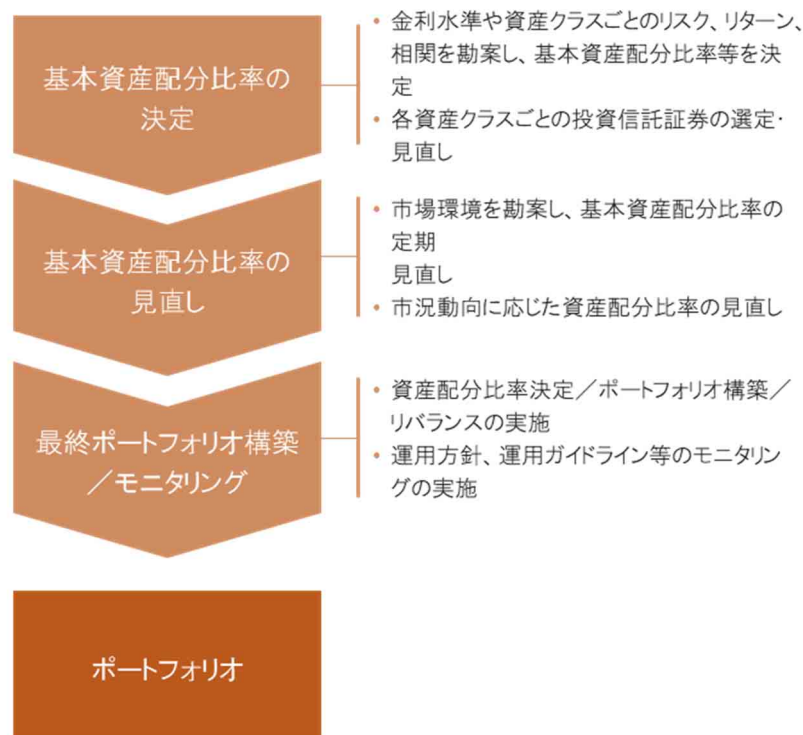 基本資産配分比率の
決定
• 金利水準や資産クラスごとのリスク、リターン、
相関を勘案し、基本資産配分比率等を決
定
• 各資産クラスごとの投資信託証券の選定・
見直し
基本資産配分比率の
見直し
• 市場環境を勘案し、基本資産配分比率の
定期
見直し
• 市況動向に応じた資産配分比率の見直し
最終ポートフォリオ構築
／モニタリング
• 資産配分比率決定／ポートフォリオ構築／
リバランスの実施
• 運用方針、運用ガイドライン等のモニタリン
グの実施
ポートフォリオ